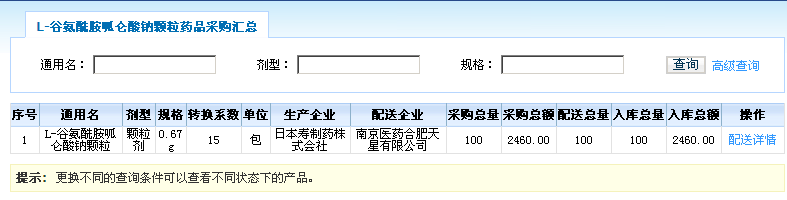 L-谷氨酰胺呱仑酸钠颗粒药品采购汇总
通用名： 剂型： 规格： 查询 高级查询
序号 通用名 剂型 规格 转换系数 单位 生产企业 配送企业 采购总量 采购总额 配送总量 入库总量 入库总额 操作
1 L-谷氨酰胺呱仑酸钠颗粒 颗粒剂 0.67g 15 包 日本寿制药株式会社 南京医药合肥天星有限公司 100 2460.00 100 100 2460.00 配送详情
提示： 更换不同的查询条件可以查看不同状态下的产品。